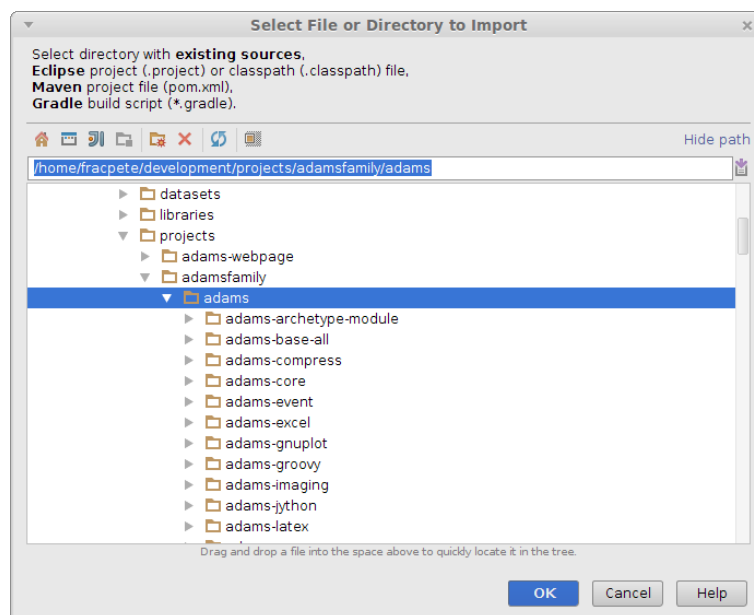 Select File or Directory to Import
Select directory with existing sources,
Eclipse project (.project) or classpath (.classpath) file,
Maven project file (pom.xml),
Gradle build script (*.gradle).
Hide path
/home/fracpete/development/projects/adamsfamily/adams
datasets
libraries
projects
adams-webpage
adamsfamily
adams
adams-archetype-module
adams-base-all
adams-compress
adams-core
adams-event
adams-excel
adams-gnuplot
adams-groovy
adams-imaging
adams-jython
adams-latex
Drag and drop a file into the space above to quickly locate it in the tree.
OK Cancel Help